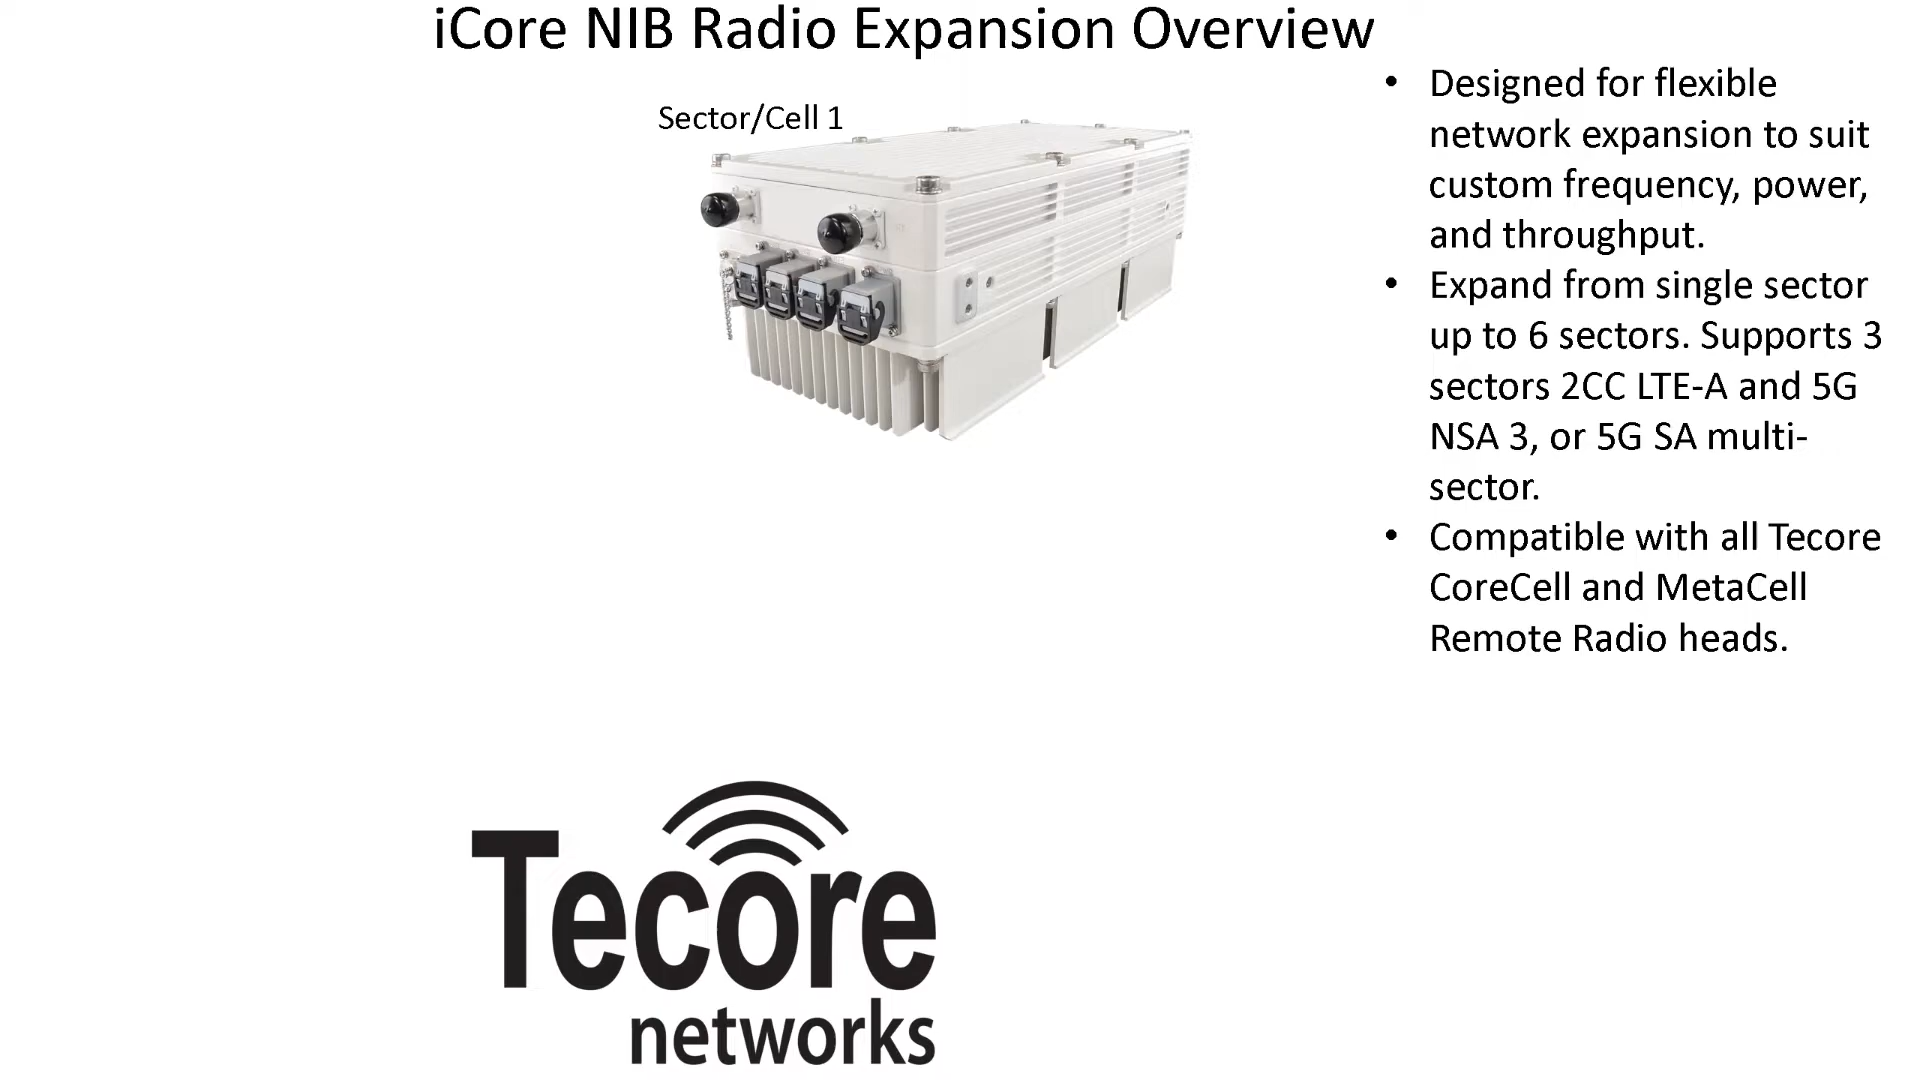 iCore NIB Radio Expansion Overview
Sector/Cell 1
• Designed for flexible
network expansion to suit
custom frequency, power,
and throughput.
• Expand from single sector
up to 6 sectors. Supports 3
sectors 2CC LTE-A and 5G
NSA 3, or 5G SA multi-
sector.
• Compatible with all Tecore
CoreCell and MetaCell
Remote Radio heads.
Tecore
networks